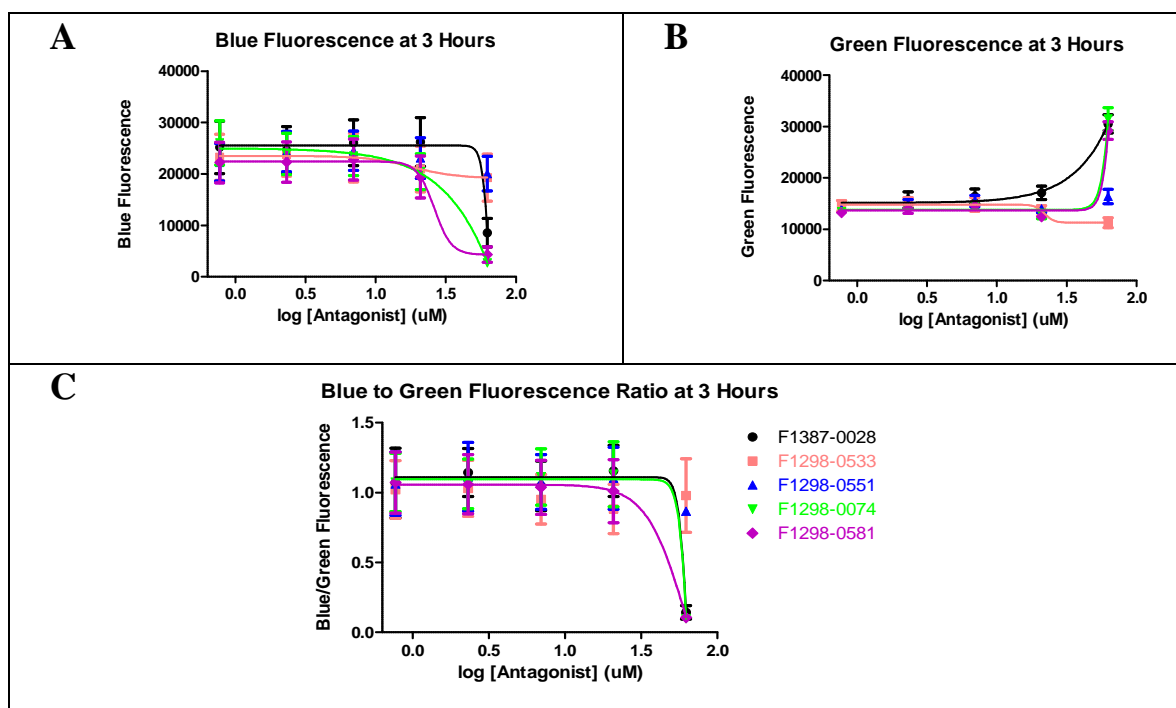 A
Blue Fluorescence at 3 Hours
40000
30000
20000
10000
0
Blue Fluorescence
0.0 0.5 1.0 1.5 2.0
log [Antagonist] (uM)
B
Green Fluorescence at 3 Hours
40000
30000
20000
10000
0
Green Fluorescence
0.0 0.5 1.0 1.5 2.0
log [Antagonist] (uM)
C
Blue to Green Fluorescence Ratio at 3 Hours
1.5
1.0
0.5
0.0
Blue/Green Fluorescence
0.0 0.5 1.0 1.5 2.0
log [Antagonist] (uM)
F1387-0028
F1298-0533
F1298-0551
F1298-0074
F1298-0581